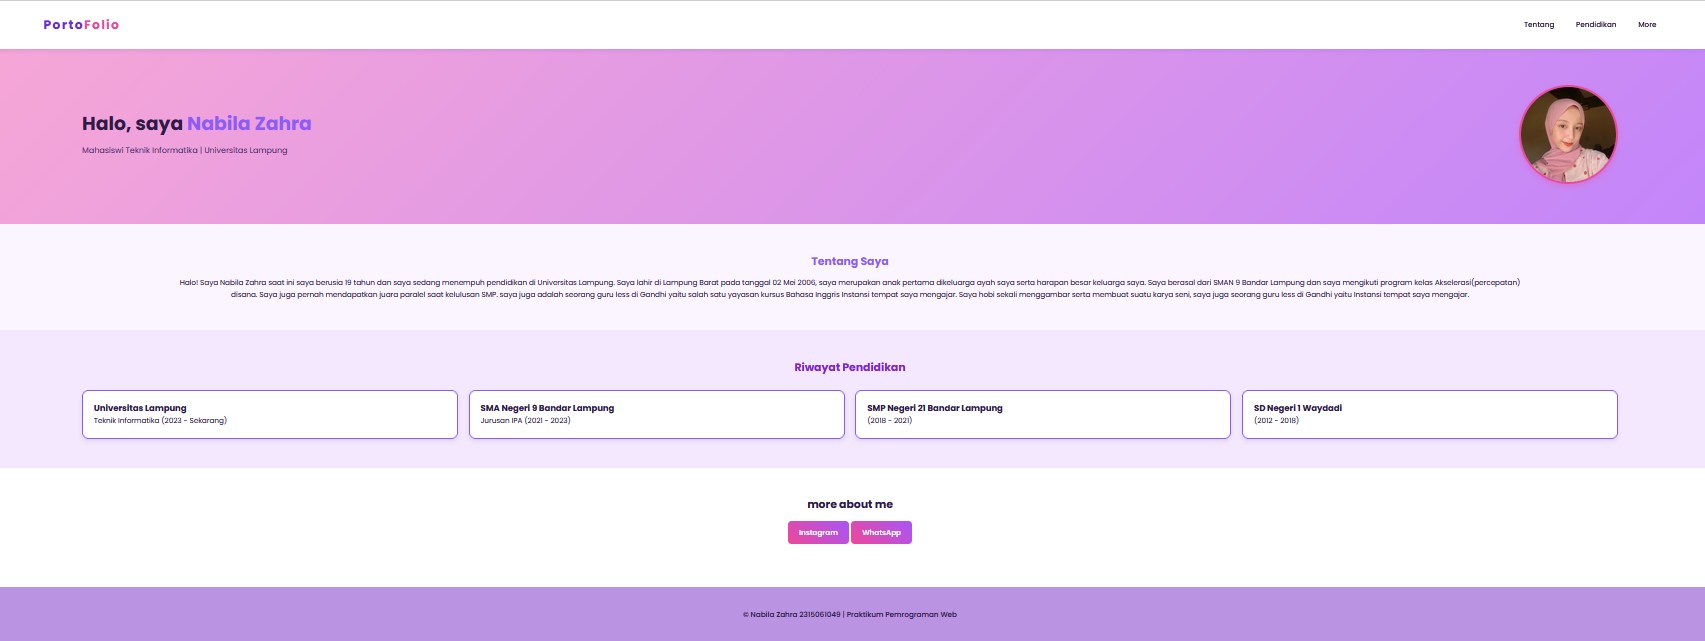 PortoFolio
Tentang Pendidikan More
Halo, saya Nabila Zahra
Mahasiswi Teknik Informatika | Universitas Lampung
Tentang Saya
Halo! Saya Nabila Zahra saat ini saya berusia 19 tahun dan saya sedang menempuh pendidikan di Universitas Lampung. Saya lahir di Lampung Barat pada tanggal 02 Mei 2006, saya merupakan anak pertama dikeluarga ayah saya serta harapan besar keluarga saya. Saya berasal dari SMAN 9 Bandar Lampung dan saya mengikuti program kelas Akselerasi(percepatan)
disana. Saya juga pernah mendapatkan juara paralel saat kelulusan SMP. saya juga adalah seorang guru less di Gandhi yaitu salah satu yayasan kursus Bahasa Inggris Instansi tempat saya mengajar. Saya hobi sekali menggambar serta membuat suatu karya seni, saya juga seorang guru less di Gandhi yaitu Instansi tempat saya mengajar.
Riwayat Pendidikan
Universitas Lampung
Teknik Informatika (2023 - Sekarang)
SMA Negeri 9 Bandar Lampung
Jurusan IPA (2021 - 2023)
SMP Negeri 21 Bandar Lampung
(2018 - 2021)
SD Negeri 1 Waydadi
(2012 - 2018)
more about me
Instagram WhatsApp
© Nabila Zahra 2315061049 | Praktikum Pemrograman Web